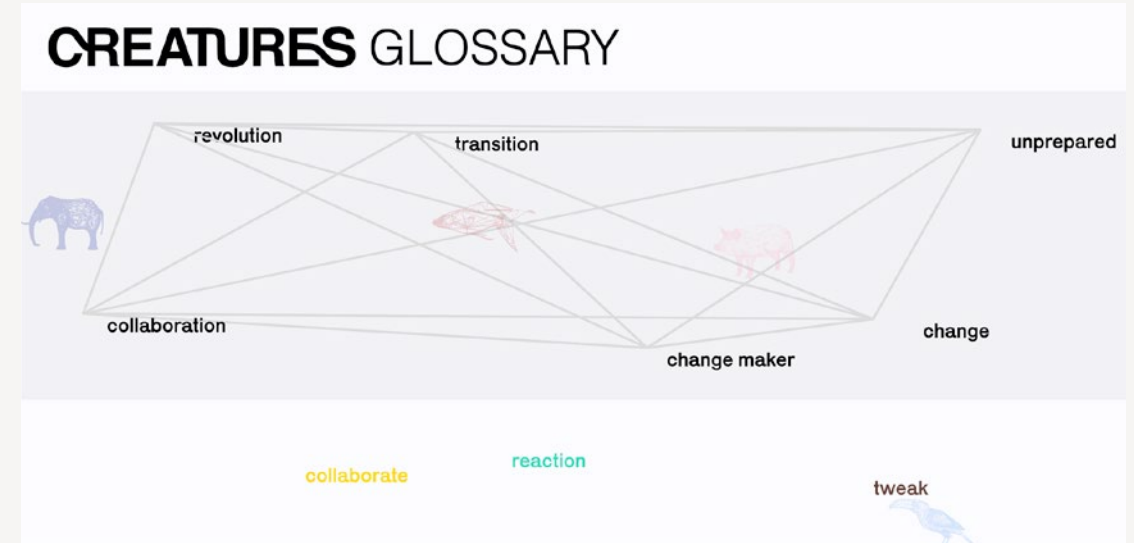 CREATURES GLOSSARY
revolution
transition
unprepared
collaboration
change maker
change
collaborate
reaction
tweak